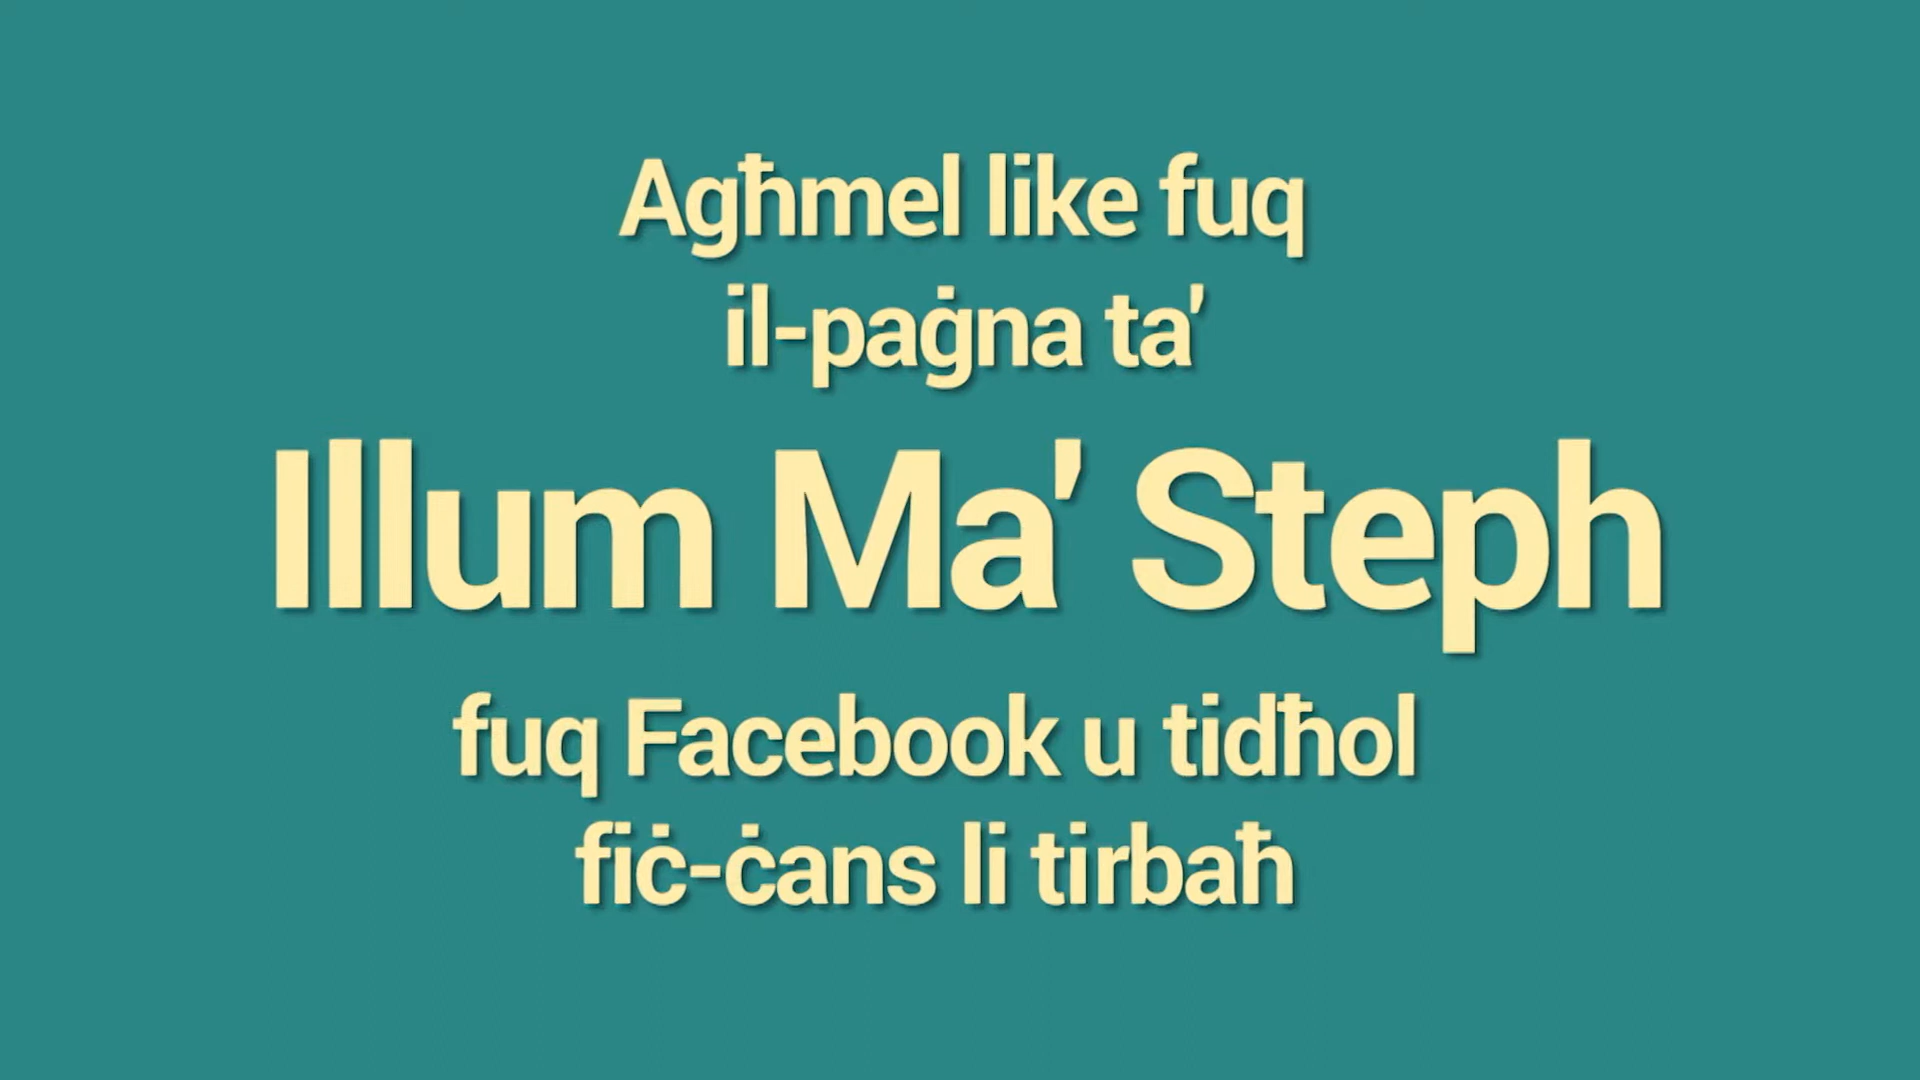 Agħmel like fuq
il-paġna ta'
Illum Ma' Steph
fuq Facebook u tidħol
fiċ-ċans li tirbaħ